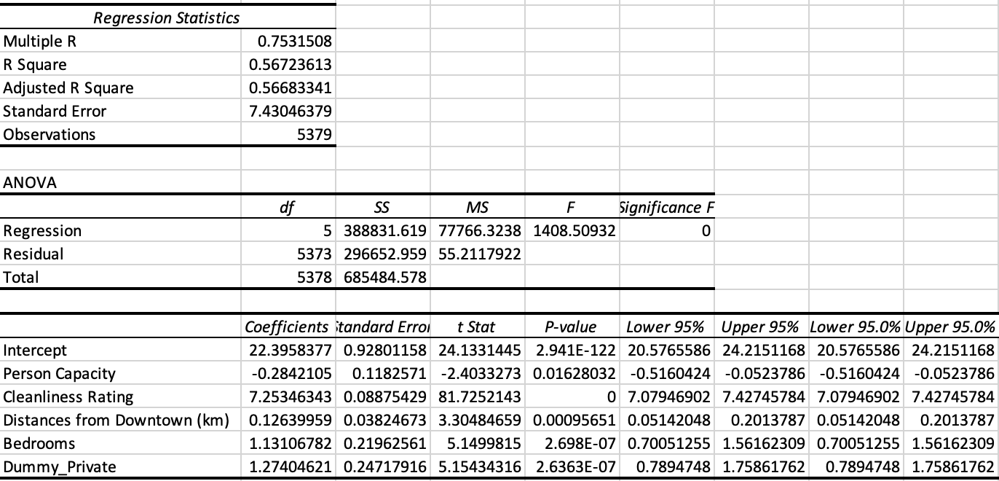 Regression Statistics
Multiple R 0.7531508
R Square 0.56723613
Adjusted R Square 0.56683341
Standard Error 7.43046379
Observations 5379
ANOVA
df SS MS F Significance F
Regression 5 388831.619 77766.3238 1408.50932 0
Residual 5373 296652.959 55.2117922
Total 5378 685484.578
Coefficients Standard Error t Stat P-value Lower 95% Upper 95% Lower 95.0% Upper 95.0%
Intercept 22.3958377 0.92801158 24.1331445 2.941E-122 20.5765586 24.2151168 20.5765586 24.2151168
Person Capacity -0.2842105 0.1182571 -2.4033273 0.01628032 -0.5160424 -0.0523786 -0.5160424 -0.0523786
Cleanliness Rating 7.25346343 0.08875429 81.7252143 0 7.07946902 7.42745784 7.07946902 7.42745784
Distances from Downtown (km) 0.12639959 0.03824673 3.30484659 0.00095651 0.05142048 0.2013787 0.05142048 0.2013787
Bedrooms 1.13106782 0.21962561 5.1499815 2.698E-07 0.70051255 1.56162309 0.70051255 1.56162309
Dummy_Private 1.27404621 0.24717916 5.15434316 2.6363E-07 0.7894748 1.75861762 0.7894748 1.75861762